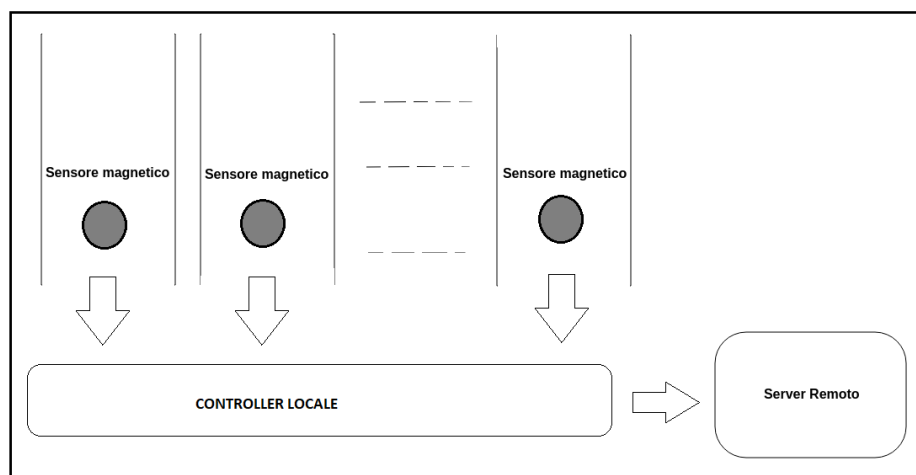 Sensore magnetico
Sensore magnetico
Sensore magnetico
CONTROLLER LOCALE
Server Remoto